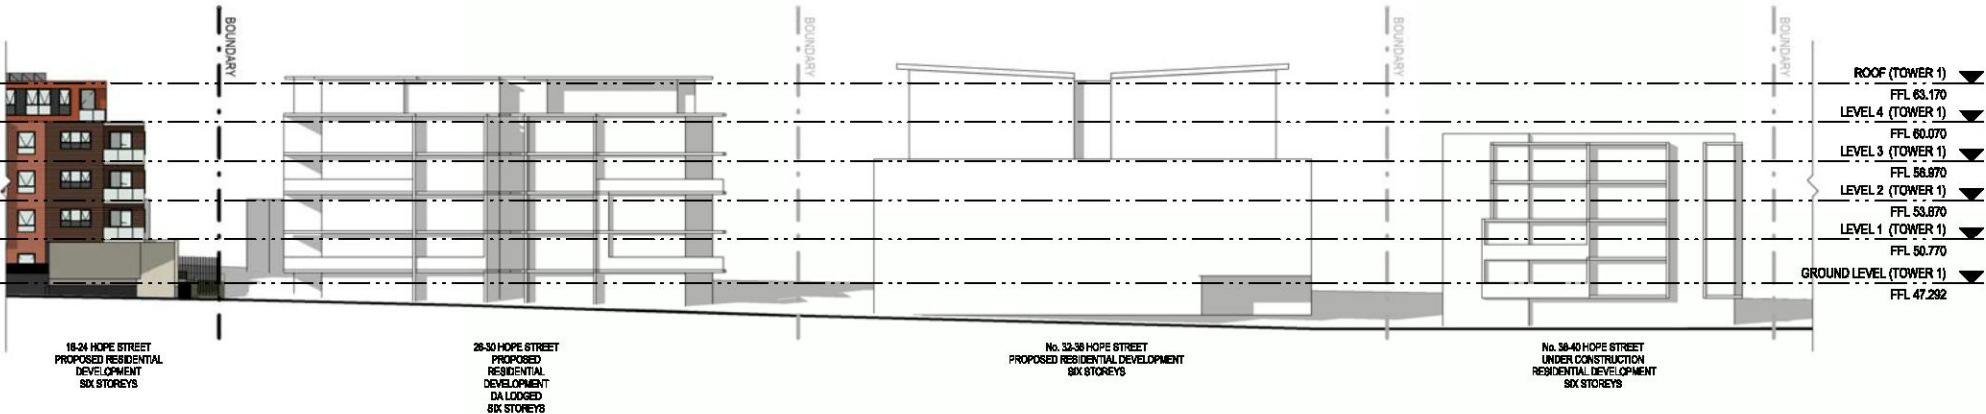 BOUNDARY
BOUNDARY
BOUNDARY
BOUNDARY
ROOF (TOWER 1)
FFL 63.170
LEVEL 4 (TOWER 1)
FFL 60.070
LEVEL 3 (TOWER 1)
FFL 56.970
LEVEL 2 (TOWER 1)
FFL 53.870
LEVEL 1 (TOWER 1)
FFL 50.770
GROUND LEVEL (TOWER 1)
FFL 47.292
18-24 HOPE STREET
PROPOSED RESIDENTIAL
DEVELOPMENT
SIX STOREYS
26-30 HOPE STREET
PROPOSED
RESIDENTIAL
DEVELOPMENT
DA LODGED
SIX STOREYS
No. 32-36 HOPE STREET
PROPOSED RESIDENTIAL DEVELOPMENT
SIX STOREYS
No. 38-40 HOPE STREET
UNDER CONSTRUCTION
RESIDENTIAL DEVELOPMENT
SIX STOREYS